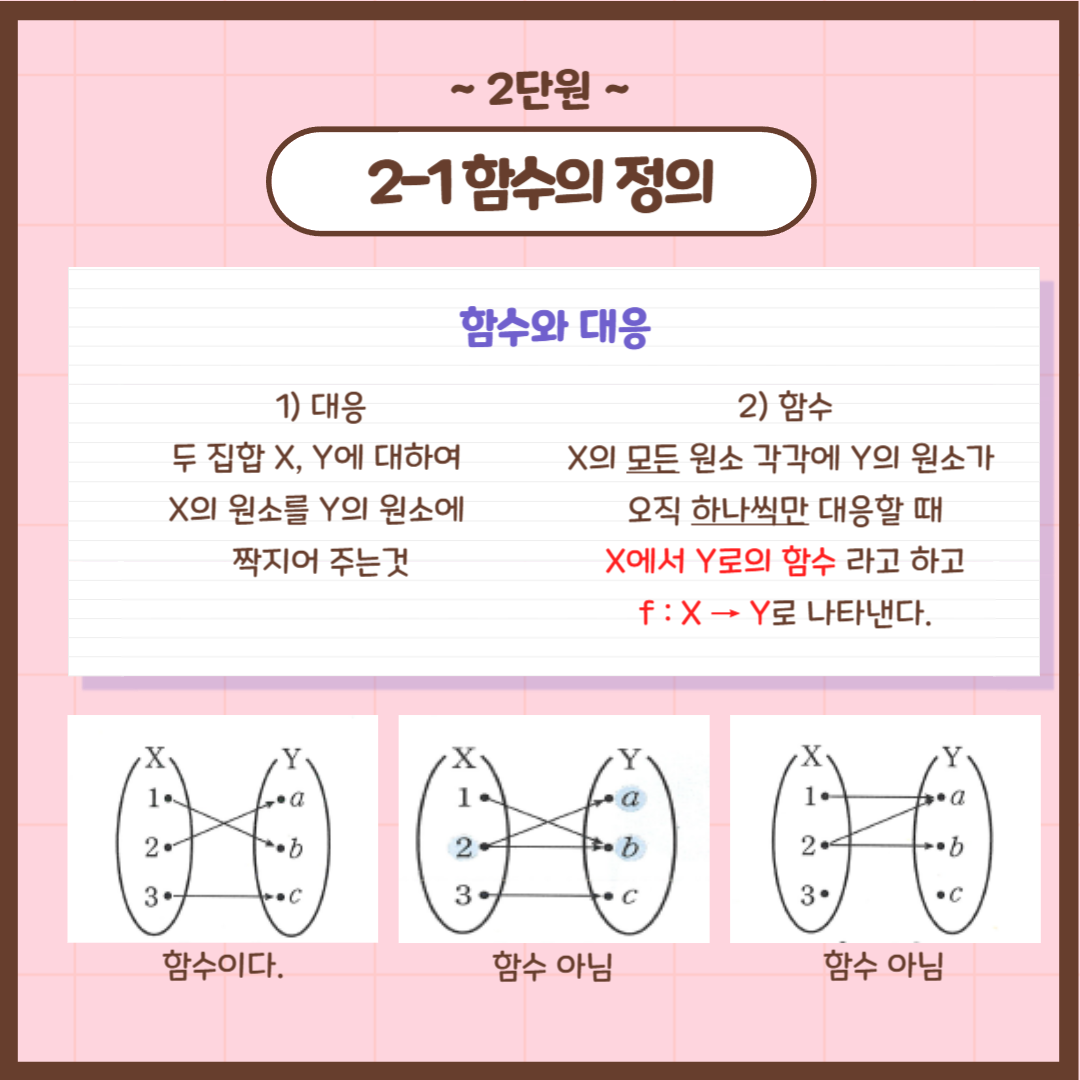 ~ 2단원 ~
2-1 함수의 정의
함수와 대응
1) 대응
두 집합 X, Y에 대하여
X의 원소를 Y의 원소에
짝지어 주는것
2) 함수
X의 모든 원소 각각에 Y의 원소가
오직 하나씩만 대응할 때
X에서 Y로의 함수 라고 하고
f : X → Y로 나타낸다.
X Y
1 a
2 b
3 c
함수이다.
X Y
1 a
2 b
3 c
함수 아님
X Y
1 a
2 b
3 c
함수 아님